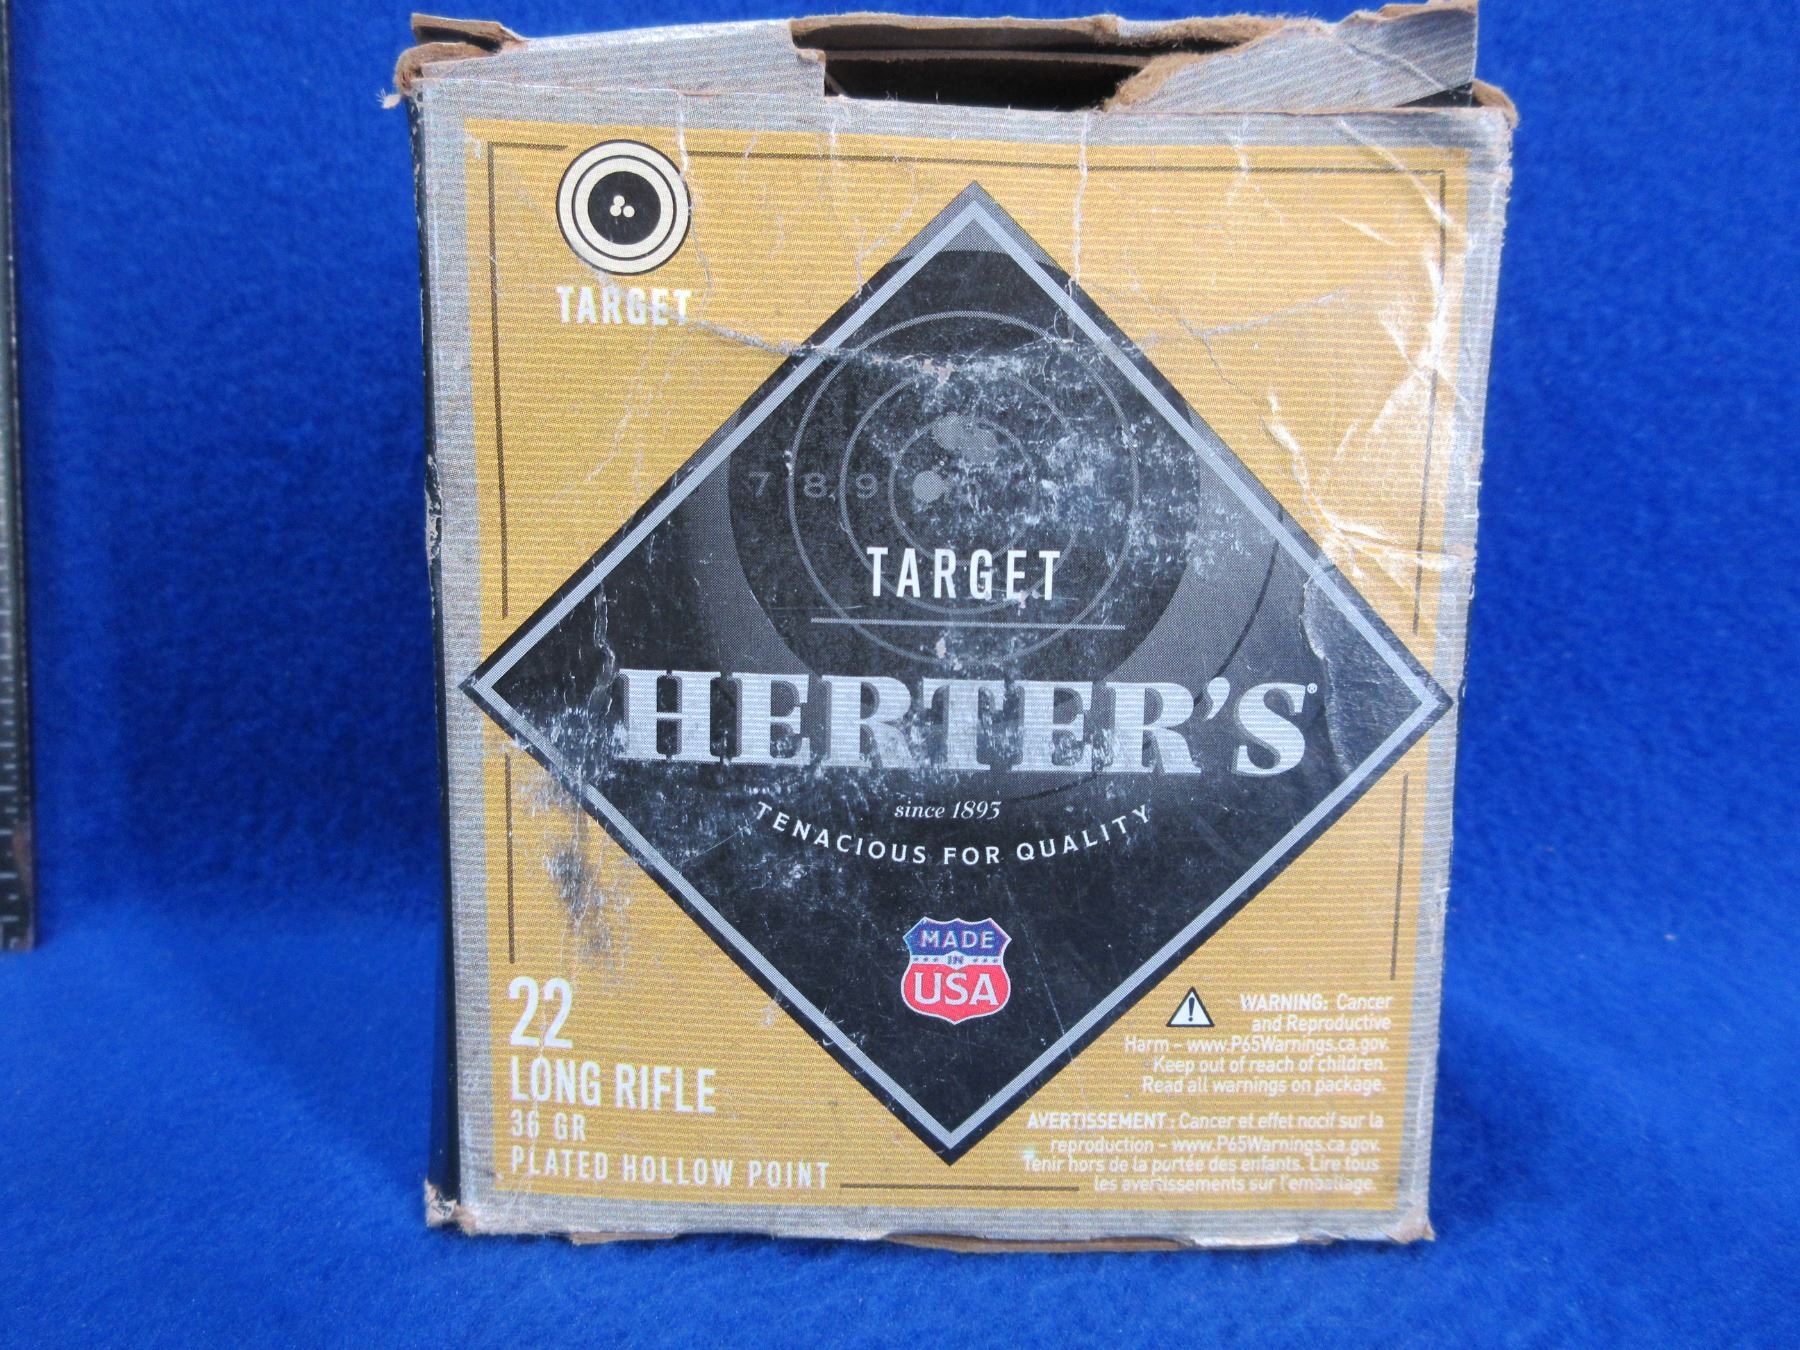 TARGET
7 8 9
TARGET
HERTER'S®
since 1893
TENACIOUS FOR QUALITY
MADE
IN
USA
22
LONG RIFLE
36 GR
PLATED HOLLOW POINT
WARNING: Cancer
and Reproductive
Harm – www.P65Warnings.ca.gov.
Keep out of reach of children.
Read all warnings on package.
AVERTISSEMENT : Cancer et effet nocif sur la
reproduction – www.P65Warnings.ca.gov.
Tenir hors de la portée des enfants. Lire tous
les avertissements sur l'emballage.